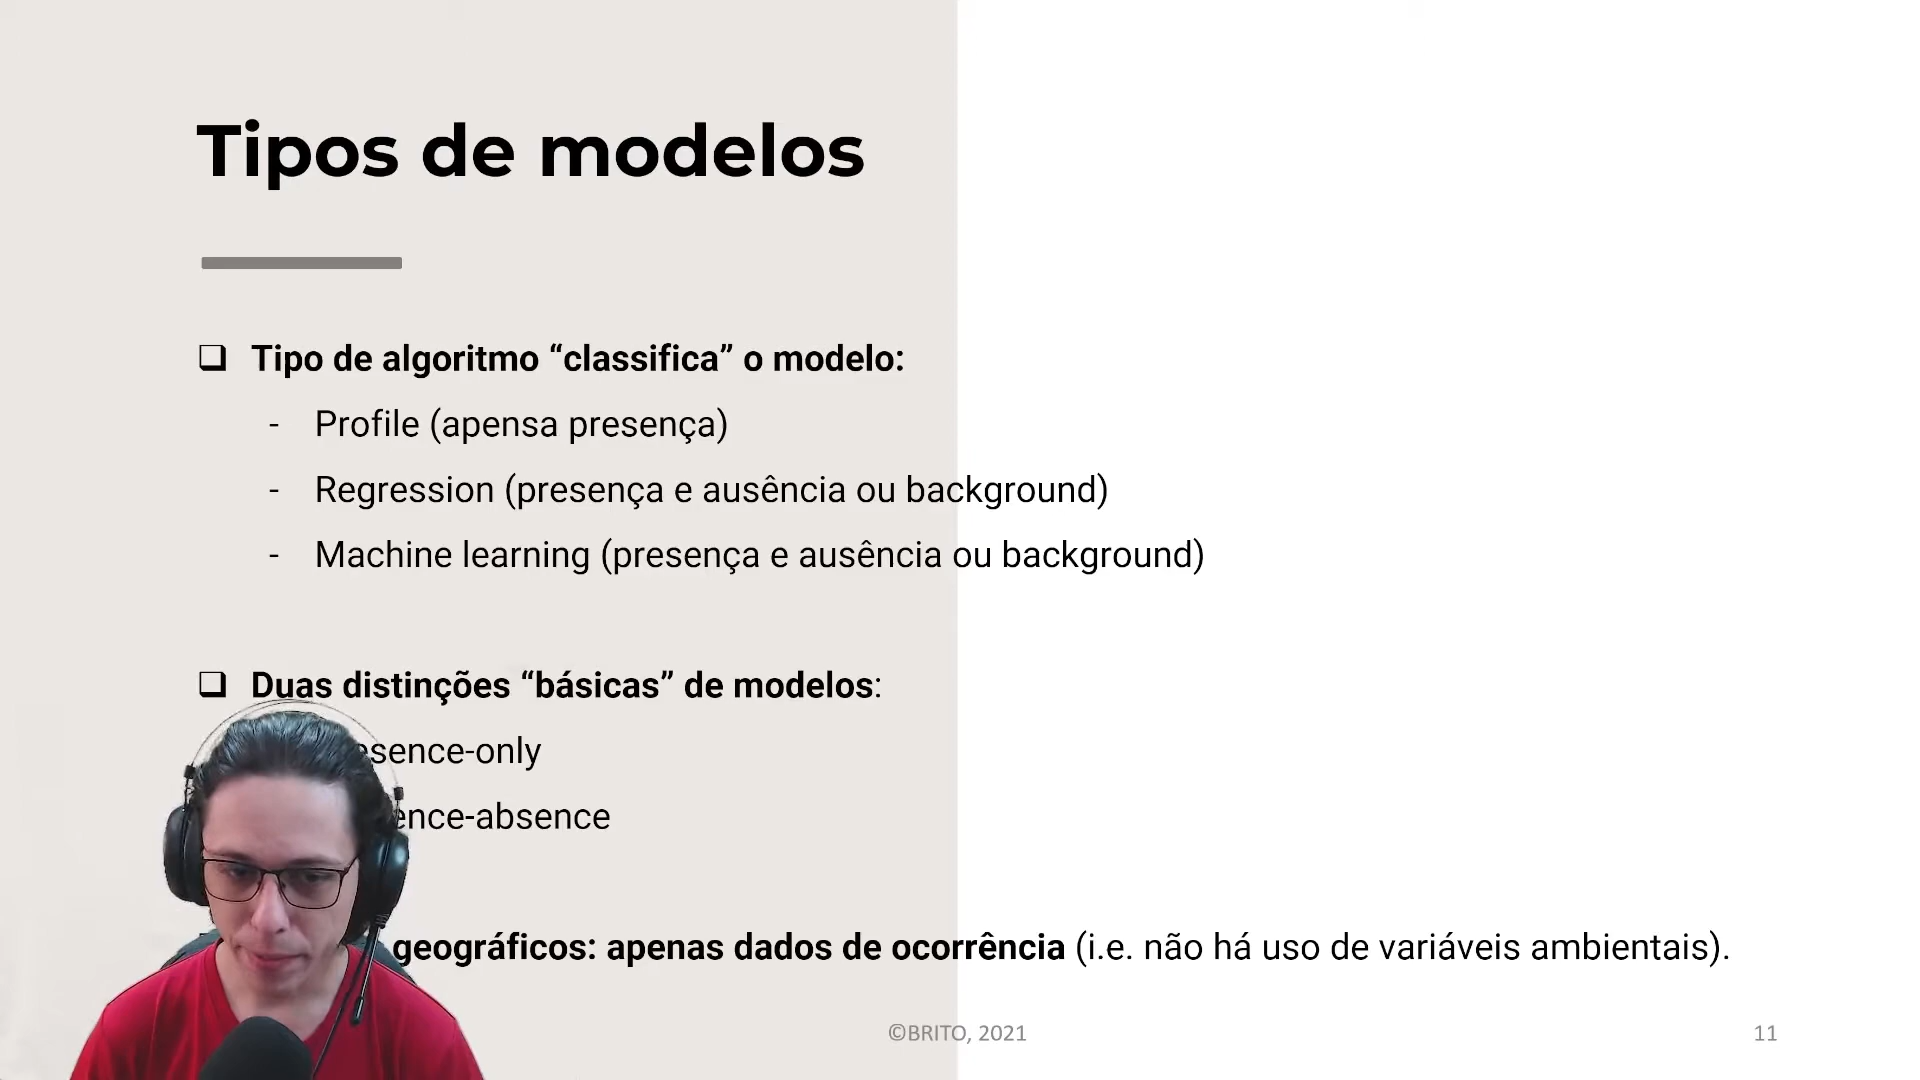 Tipos de modelos
❑ Tipo de algoritmo “classifica” o modelo:
- Profile (apensa presença)
- Regression (presença e ausência ou background)
- Machine learning (presença e ausência ou background)
❑ Duas distinções “básicas” de modelos:
esence-only
ence-absence
geográficos: apenas dados de ocorrência (i.e. não há uso de variáveis ambientais).
©BRITO, 2021
11